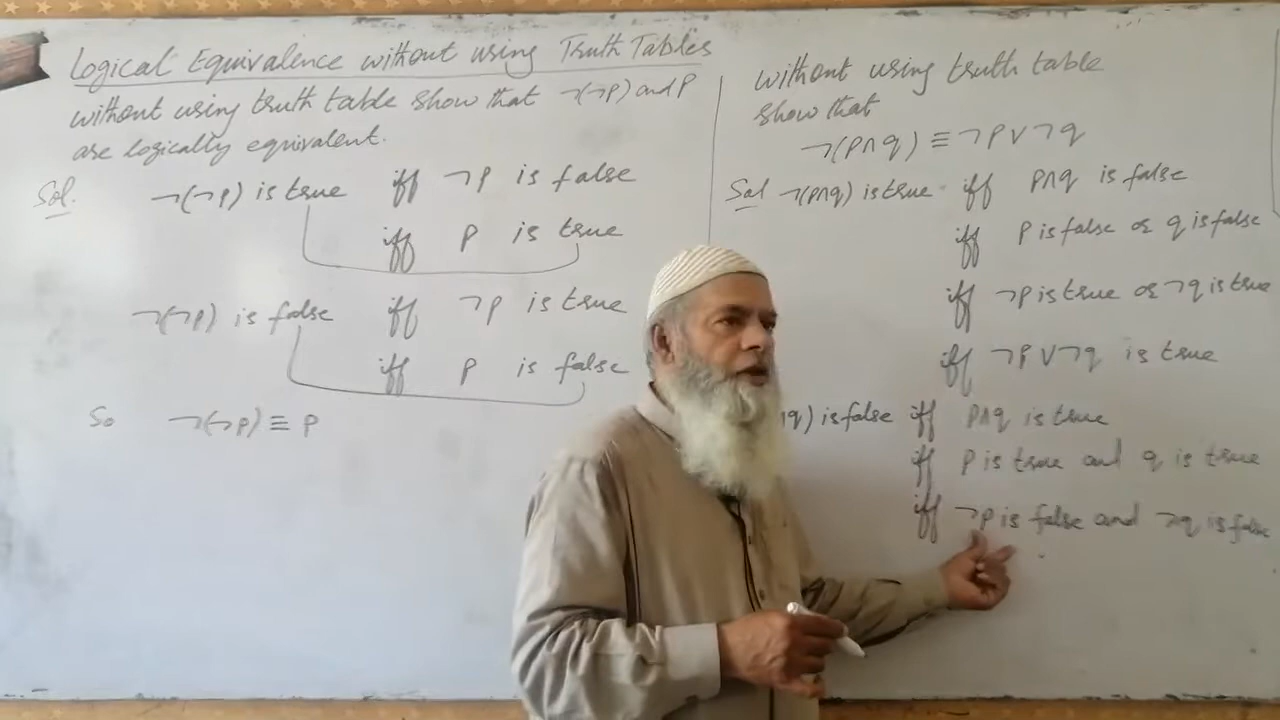 Logical Equivalence without using Truth Tables
without using truth table show that ¬(¬p) and p
are logically equivalent.
Sol. ¬(¬p) is true iff ¬p is false
iff p is true
¬(¬p) is false iff ¬p is true
iff p is false
So ¬(¬p) ≡ p
without using truth table
show that
¬(p∧q) ≡ ¬p∨¬q
Sol ¬(p∧q) is true iff p∧q is false
iff p is false or q is false
iff ¬p is true or ¬q is true
iff ¬p∨¬q is true
q) is false iff p∧q is true
iff p is true and q is true
iff ¬p is false and ¬q is false